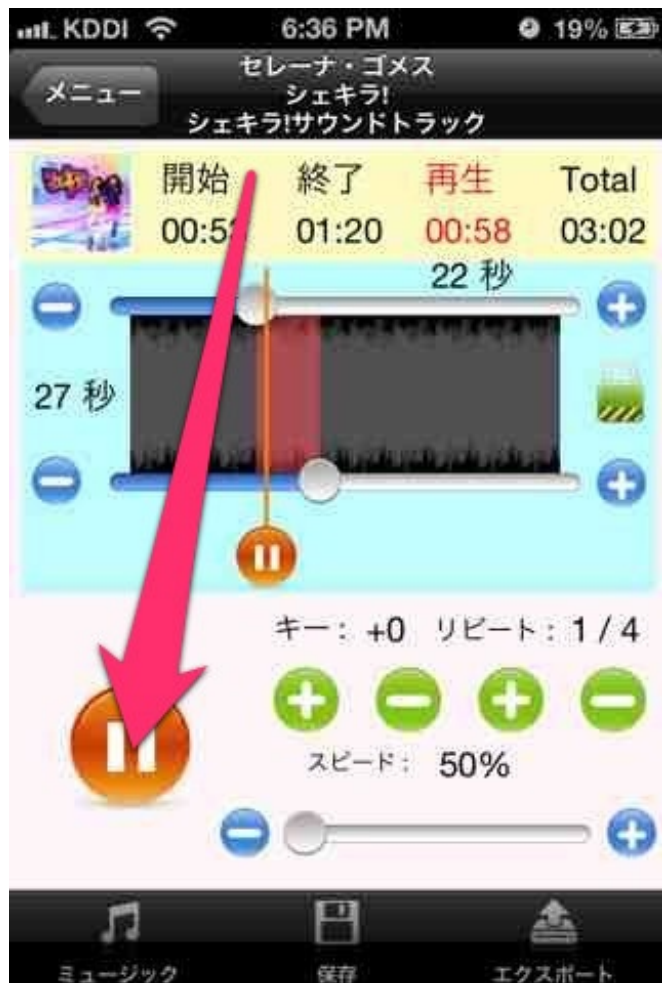 KDDI 6:36 PM 19%
メニュー
セレーナ・ゴメス
シェキラ!
シェキラ!サウンドトラック
開始 終了 再生 Total
00:53 01:20 00:58 03:02
22 秒
27 秒
キー: +0 リピート: 1 / 4
スピード: 50%
ミュージック 保存 エクスポート